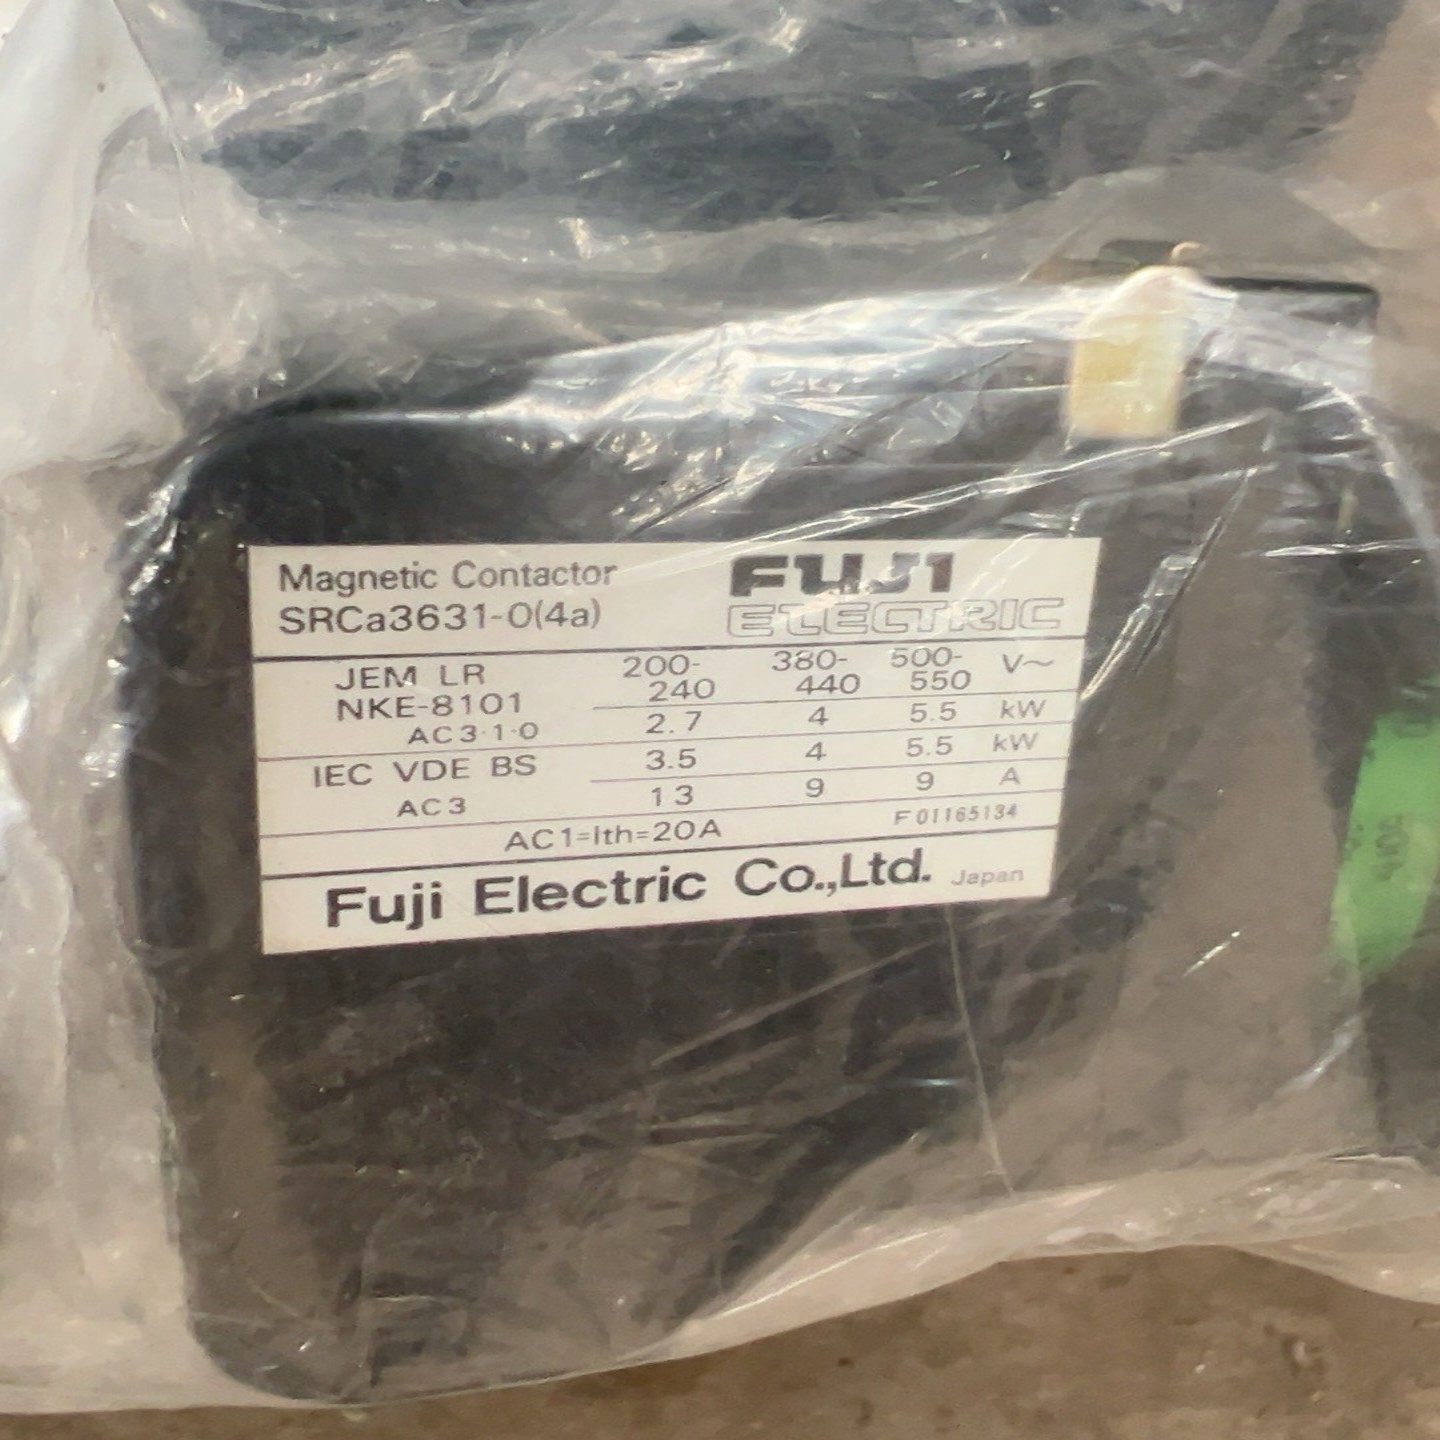 Magnetic Contactor
FUJI
SRCa3631-0(4a)
ELECTRIC
JEM LR 200- 380- 500- V~
240 440 550
NKE-8101
AC3·1·0 2.7 4 5.5 kW
IEC VDE BS 3.5 4 5.5 kW
AC3 13 9 9 A
AC1=Ith=20A F01165134
Fuji Electric Co.,Ltd. Japan